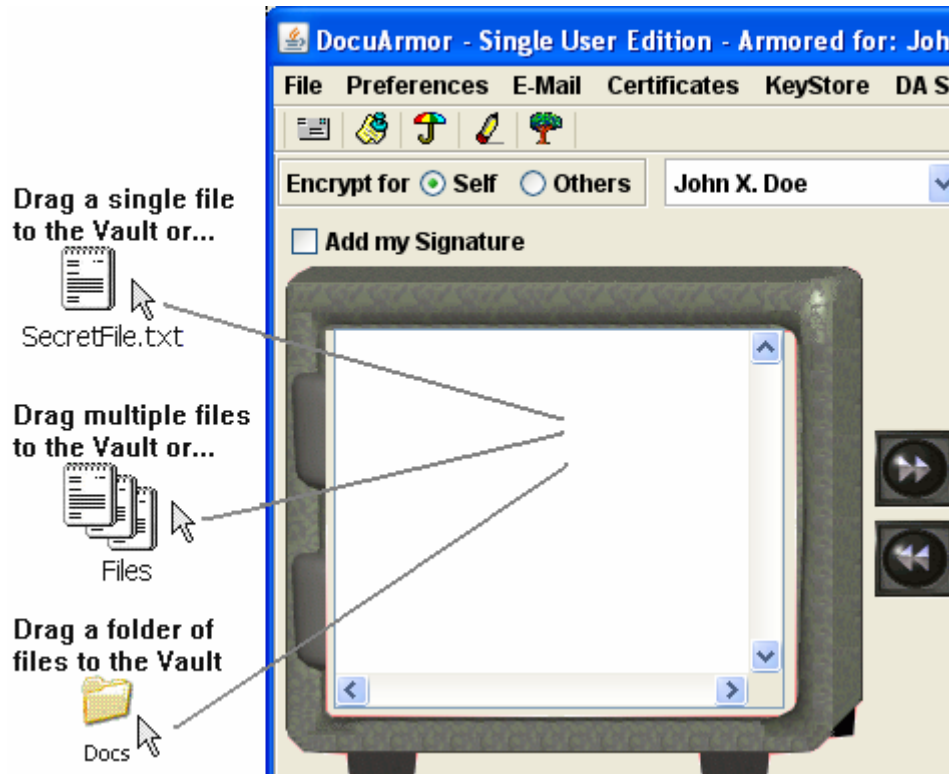 DocuArmor - Single User Edition - Armored for: Joh
File Preferences E-Mail Certificates KeyStore DA S
Encrypt for Self Others John X. Doe
Add my Signature
Drag a single file
to the Vault or...
SecretFile.txt
Drag multiple files
to the Vault or...
Files
Drag a folder of
files to the Vault
Docs